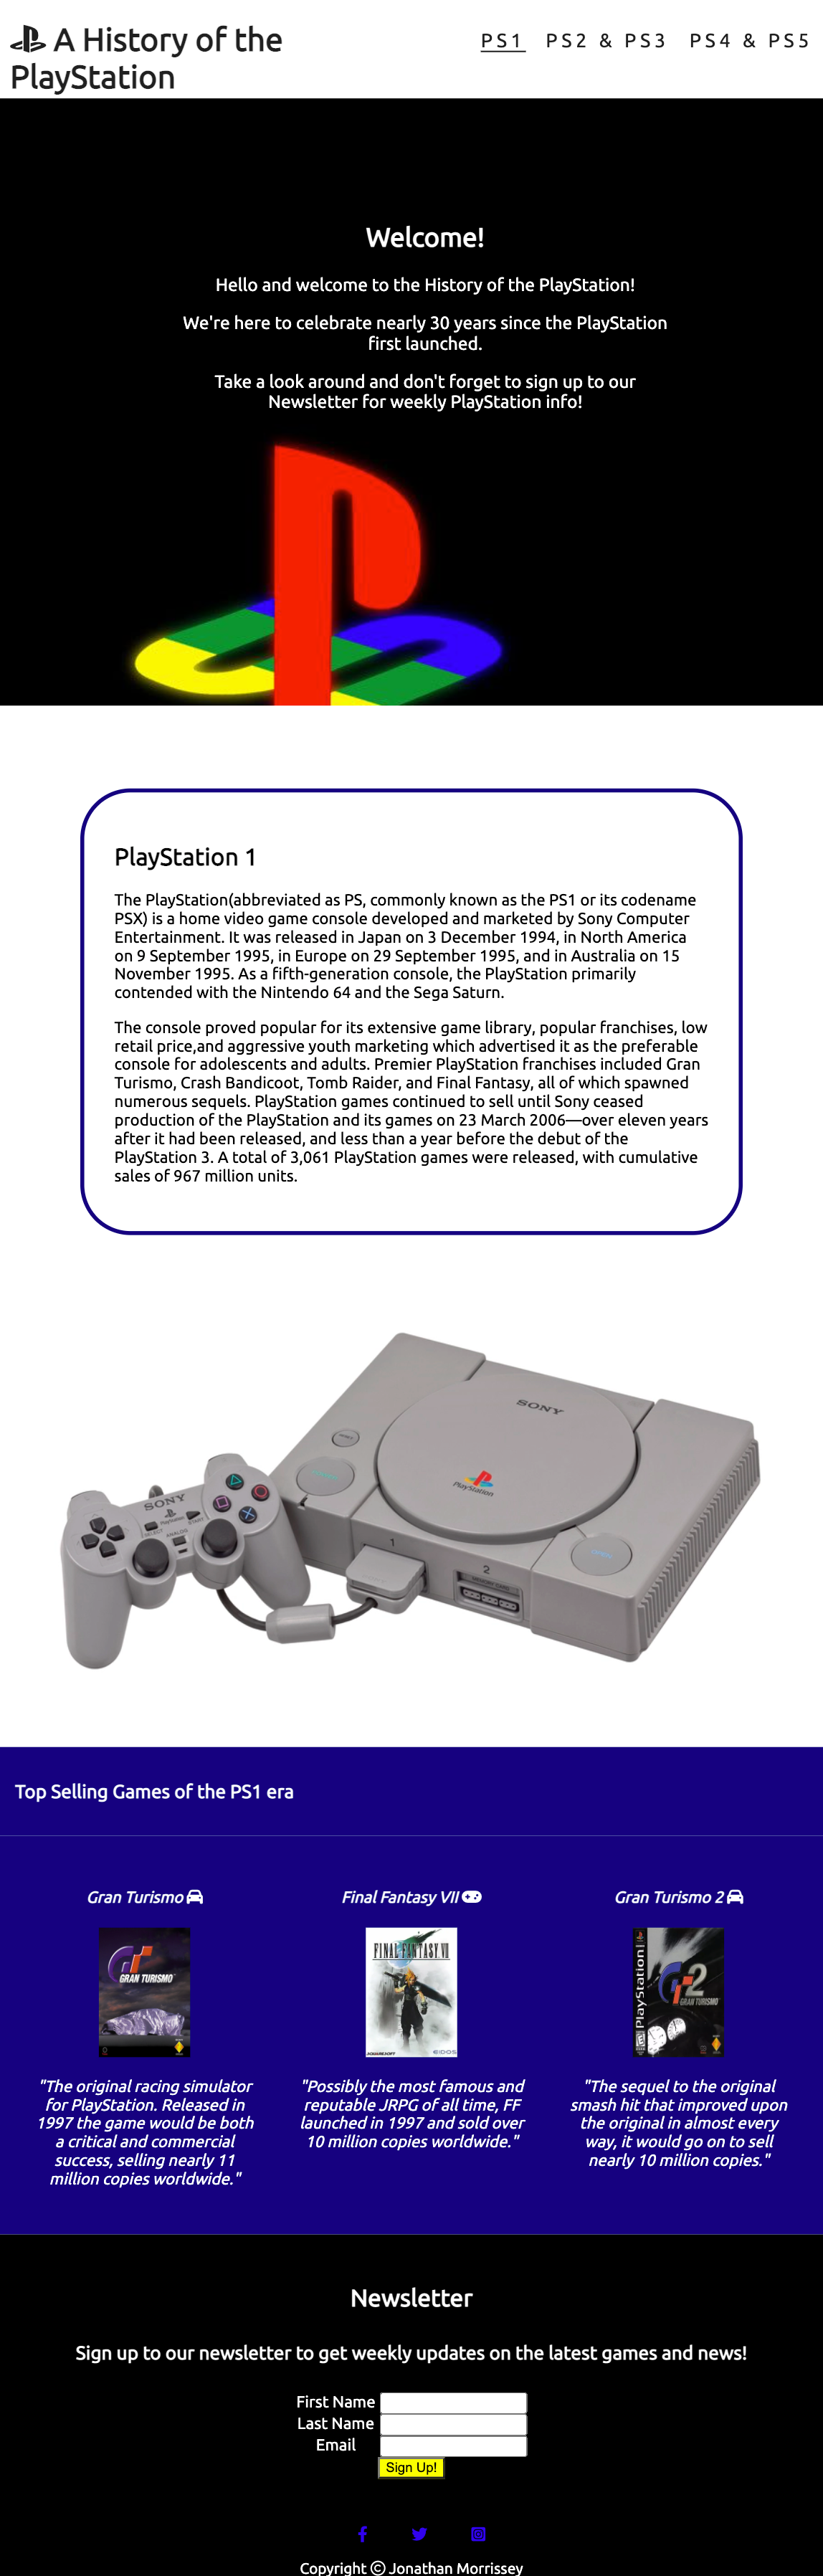 A History of the
PlayStation
PS1 PS2 & PS3 PS4 & PS5
Welcome!
Hello and welcome to the History of the PlayStation!
We're here to celebrate nearly 30 years since the PlayStation
first launched.
Take a look around and don't forget to sign up to our
Newsletter for weekly PlayStation info!
PlayStation 1
The PlayStation(abbreviated as PS, commonly known as the PS1 or its codename
PSX) is a home video game console developed and marketed by Sony Computer
Entertainment. It was released in Japan on 3 December 1994, in North America
on 9 September 1995, in Europe on 29 September 1995, and in Australia on 15
November 1995. As a fifth-generation console, the PlayStation primarily
contended with the Nintendo 64 and the Sega Saturn.
The console proved popular for its extensive game library, popular franchises, low
retail price,and aggressive youth marketing which advertised it as the preferable
console for adolescents and adults. Premier PlayStation franchises included Gran
Turismo, Crash Bandicoot, Tomb Raider, and Final Fantasy, all of which spawned
numerous sequels. PlayStation games continued to sell until Sony ceased
production of the PlayStation and its games on 23 March 2006—over eleven years
after it had been released, and less than a year before the debut of the
PlayStation 3. A total of 3,061 PlayStation games were released, with cumulative
sales of 967 million units.
SONY
PlayStation
SONY
PlayStation
SELECT
START
ANALOG
1
2
MEMORY CARD
Top Selling Games of the PS1 era
Gran Turismo
Final Fantasy VII
Gran Turismo 2
GRAN TURISMO
FINAL FANTASY VII
SQUARESOFT
EIDOS
PlayStation
2
GRAN TURISMO
"The original racing simulator
for PlayStation. Released in
1997 the game would be both
a critical and commercial
success, selling nearly 11
million copies worldwide."
"Possibly the most famous and
reputable JRPG of all time, FF
launched in 1997 and sold over
10 million copies worldwide."
"The sequel to the original
smash hit that improved upon
the original in almost every
way, it would go on to sell
nearly 10 million copies."
Newsletter
Sign up to our newsletter to get weekly updates on the latest games and news!
First Name
Last Name
Email
Sign Up!
Copyright © Jonathan Morrissey